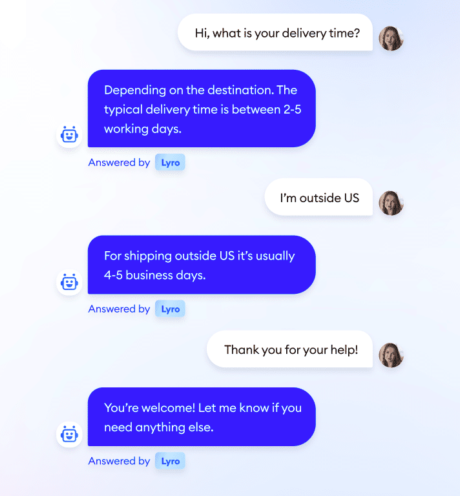 Hi, what is your delivery time?
Depending on the destination. The
typical delivery time is between 2-5
working days.
Answered by Lyro
I’m outside US
For shipping outside US it’s usually
4-5 business days.
Answered by Lyro
Thank you for your help!
You’re welcome! Let me know if you
need anything else.
Answered by Lyro